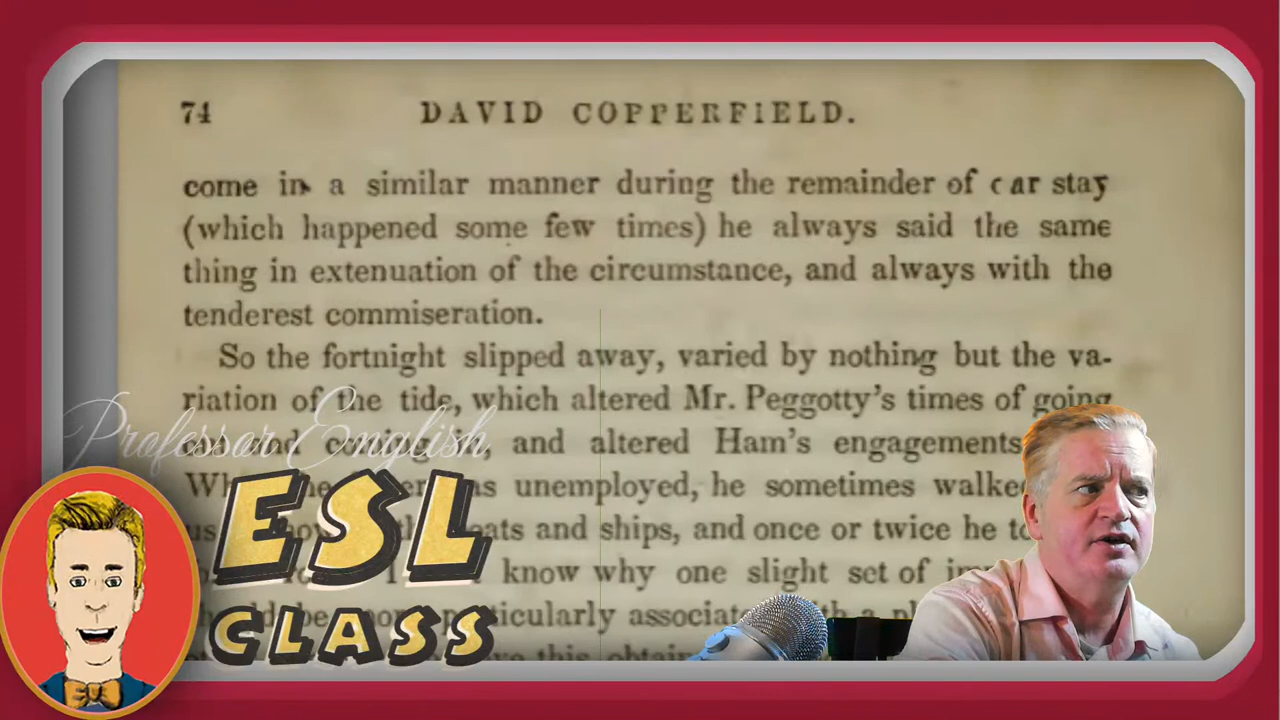 74 DAVID COPPERFIELD.
come in a similar manner during the remainder of our stay
(which happened some few times) he always said the same
thing in extenuation of the circumstance, and always with the
tenderest commiseration.
So the fortnight slipped away, varied by nothing but the va-
riation of the tide, which altered Mr. Peggotty's times of going
and altered Ham's engagements
unemployed, he sometimes walked
and ships, and once or twice he
know why one slight set of
associate
this
Professor English
ESL
CLASS